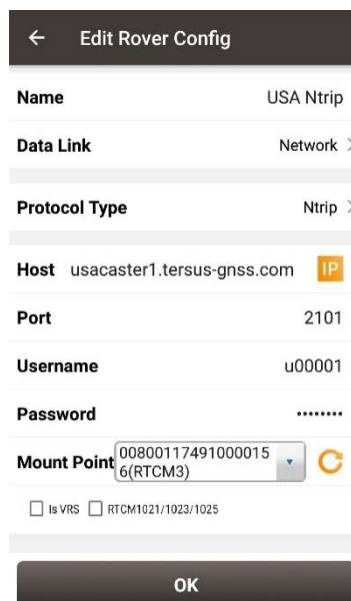 ← Edit Rover Config
Name USA Ntrip
Data Link Network >
Protocol Type Ntrip >
Host usacaster1.tersus-gnss.com IP
Port 2101
Username u00001
Password ••••••••
Mount Point 00800117491000015
6(RTCM3)
Is VRS RTCM1021/1023/1025
OK